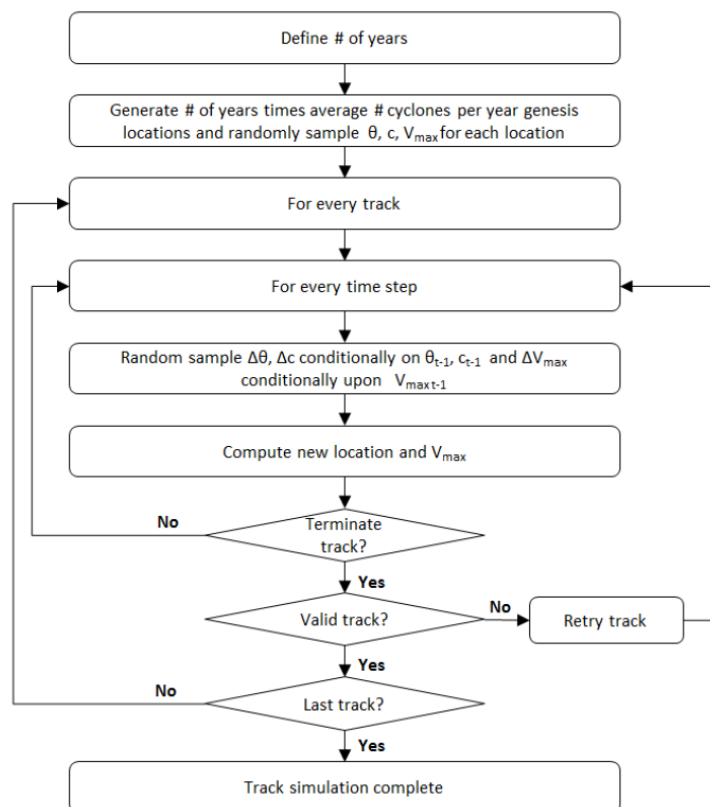 Define # of years
Generate # of years times average # cyclones per year genesis
locations and randomly sample θ, c, Vmax for each location
For every track
For every time step
Random sample Δθ, Δc conditionally on θt-1, ct-1 and ΔVmax
conditionally upon Vmax t-1
Compute new location and Vmax
No
Terminate
track?
Yes
Valid track?
No
Retry track
Yes
No
Last track?
Yes
Track simulation complete